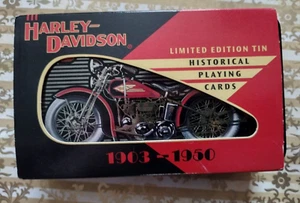 HARLEY-
DAVIDSON®
LIMITED EDITION TIN
HISTORICAL
PLAYING
CARDS
1903 - 1950